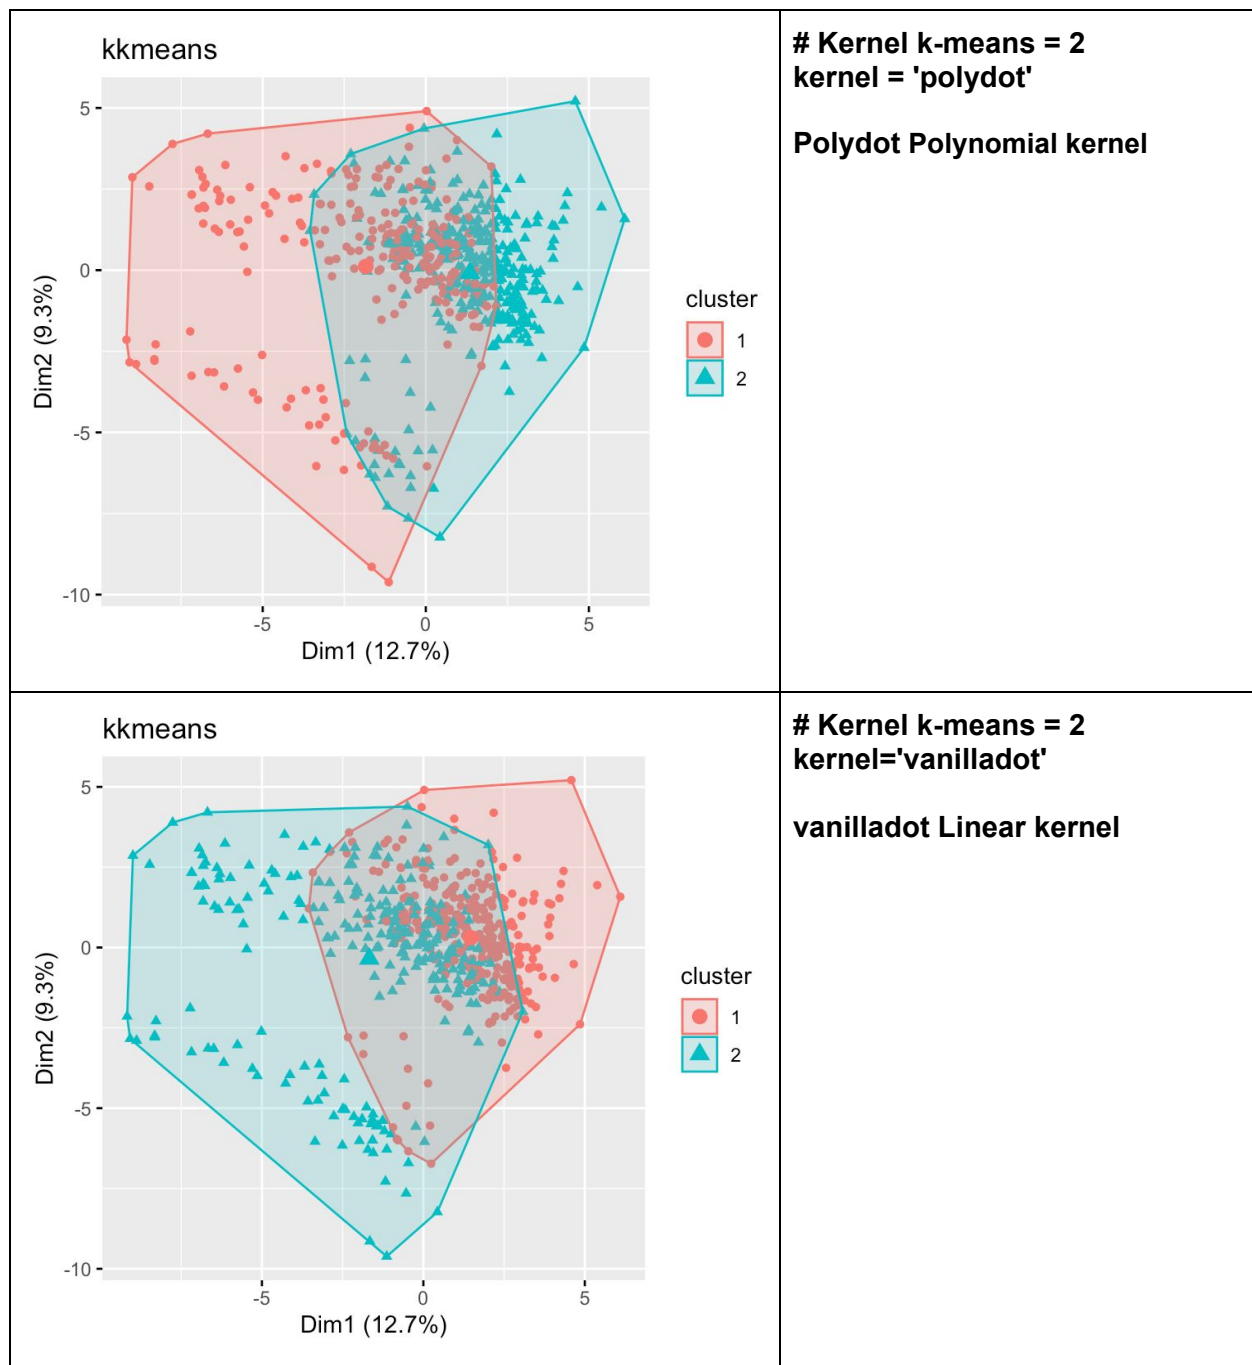 kkmeans
5
0
-5
-10
Dim2 (9.3%)
-5
0
5
Dim1 (12.7%)
cluster
1
2
# Kernel k-means = 2
kernel = 'polydot'
Polydot Polynomial kernel
kkmeans
5
0
-5
-10
Dim2 (9.3%)
-5
0
5
Dim1 (12.7%)
cluster
1
2
# Kernel k-means = 2
kernel='vanilladot'
vanilladot Linear kernel